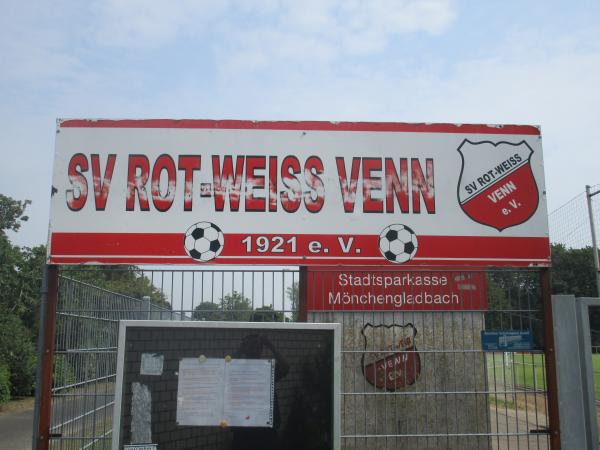 SV ROT-WEISS VENN
SV ROT-WEISS
VENN
e. V.
1921 e. V.
Stadtsparkasse
Mönchengladbach
VENN
e.V.